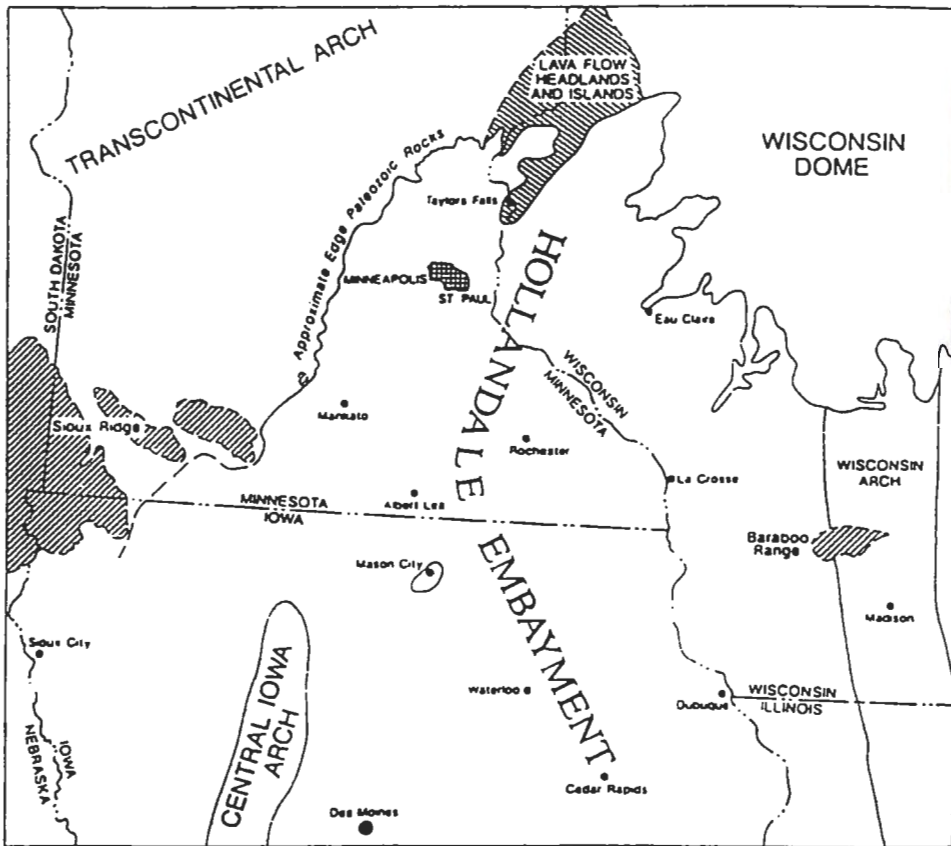 TRANSCONTINENTAL ARCH
LAVA FLOW
HEADLANDS
AND ISLANDS
WISCONSIN
DOME
Approximate Edge Paleozoic Rocks
Taylors Falls
SOUTH DAKOTA
MINNESOTA
MINNEAPOLIS
ST PAUL
HOLLANDALE EMBAYMENT
Eau Claire
WISCONSIN
MINNESOTA
Mankato
Sioux Ridge
Rochester
La Crosse
WISCONSIN
ARCH
MINNESOTA
IOWA
Albert Lea
Baraboo
Range
Mason City
Madison
Sioux City
CENTRAL IOWA
ARCH
Waterloo
Dubuque
WISCONSIN
ILLINOIS
IOWA
NEBRASKA
Cedar Rapids
Des Moines